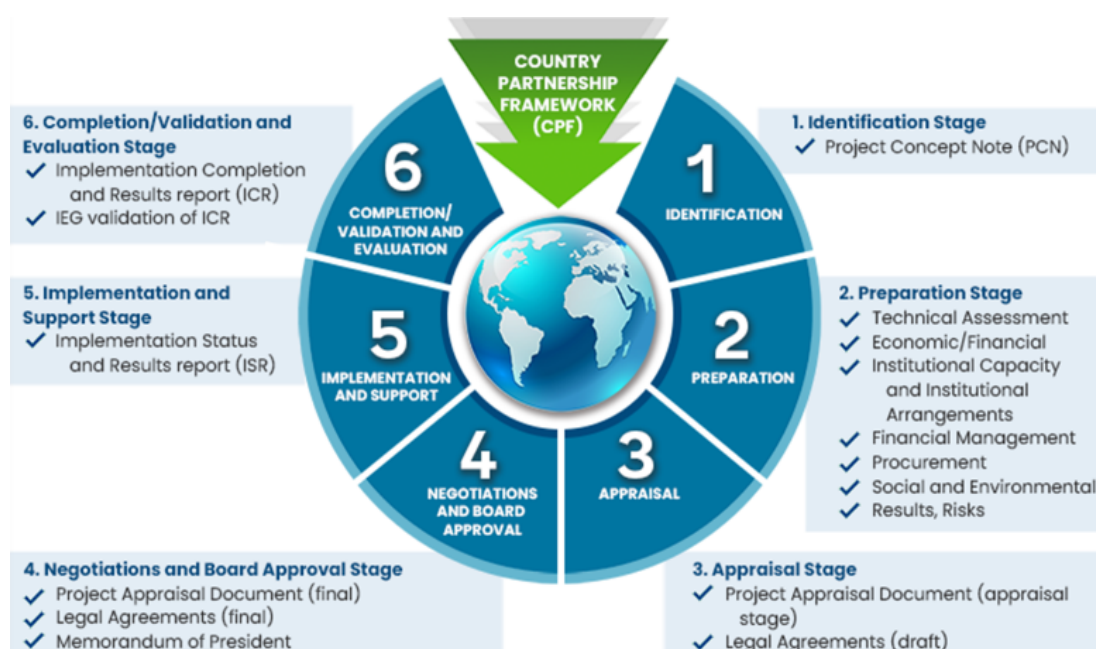 COUNTRY
PARTNERSHIP
FRAMEWORK
(CPF)
1
IDENTIFICATION
2
PREPARATION
3
APPRAISAL
4
NEGOTIATIONS
AND BOARD
APPROVAL
5
IMPLEMENTATION
AND SUPPORT
6
COMPLETION/
VALIDATION AND
EVALUATION
1. Identification Stage
Project Concept Note (PCN)
2. Preparation Stage
Technical Assessment
Economic/Financial
Institutional Capacity
and Institutional
Arrangements
Financial Management
Procurement
Social and Environmental
Results, Risks
3. Appraisal Stage
Project Appraisal Document (appraisal
stage)
Legal Agreements (draft)
4. Negotiations and Board Approval Stage
Project Appraisal Document (final)
Legal Agreements (final)
Memorandum of President
5. Implementation and
Support Stage
Implementation Status
and Results report (ISR)
6. Completion/Validation and
Evaluation Stage
Implementation Completion
and Results report (ICR)
IEG validation of ICR